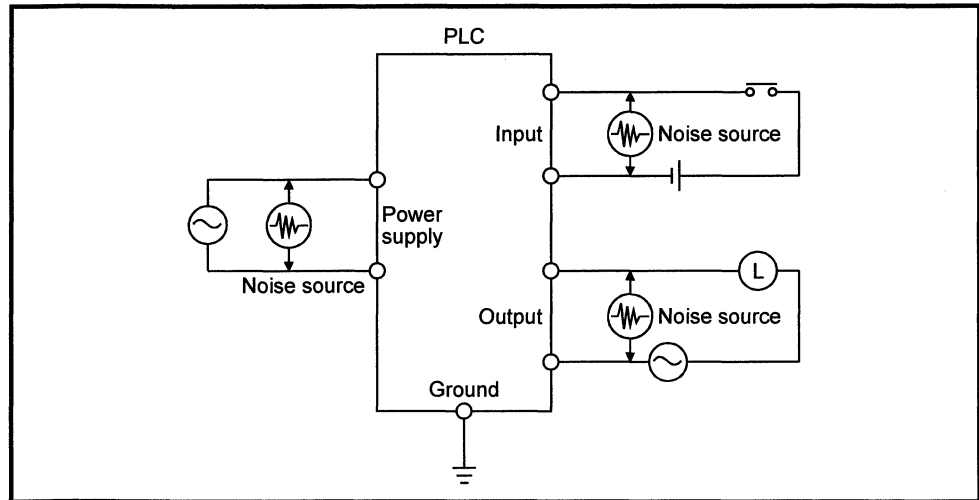 PLC
Input
Noise source
Power
supply
Noise source
L
Output
Noise source
Ground